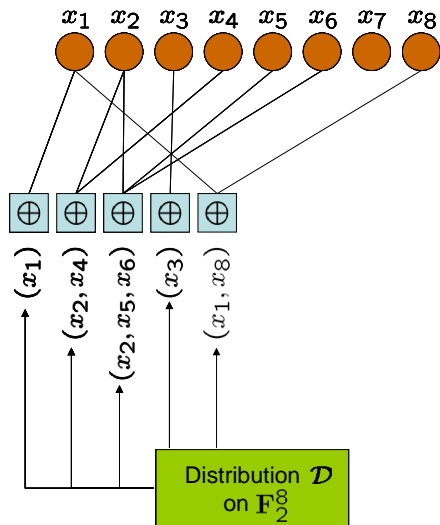 x₁ x₂ x₃ x₄ x₅ x₆ x₇ x₈
⊕ ⊕ ⊕ ⊕ ⊕
(x₁)
(x₂, x₄)
(x₂, x₅, x₆)
(x₃)
(x₁, x₈)
Distribution 𝓓
on 𝐅₂⁸